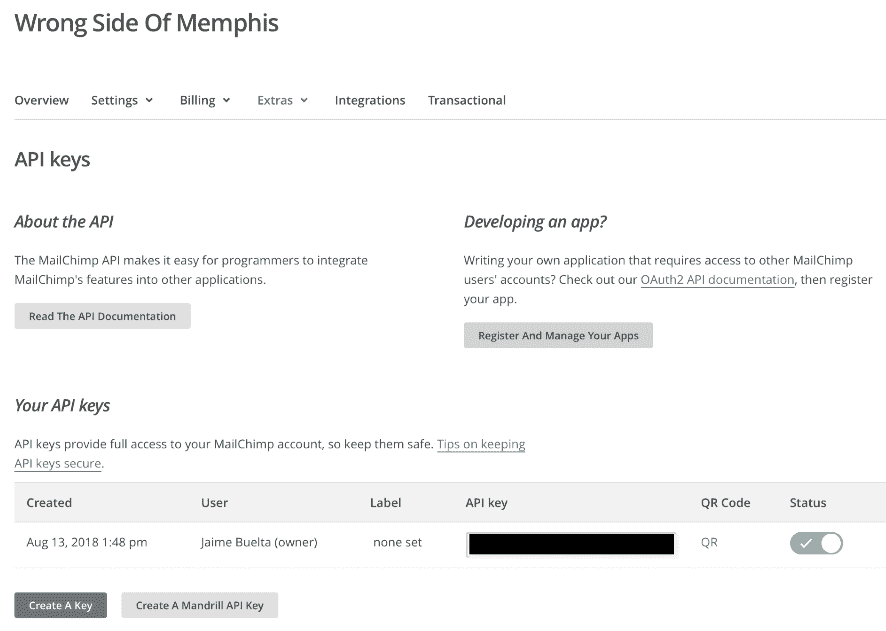 Wrong Side Of Memphis
Overview Settings Billing Extras Integrations Transactional
API keys
About the API
The MailChimp API makes it easy for programmers to integrate
MailChimp's features into other applications.
Read The API Documentation
Developing an app?
Writing your own application that requires access to other MailChimp
users' accounts? Check out our OAuth2 API documentation, then register
your app.
Register And Manage Your Apps
Your API keys
API keys provide full access to your MailChimp account, so keep them safe. Tips on keeping
API keys secure.
Created User Label API key QR Code Status
Aug 13, 2018 1:48 pm Jaime Buelta (owner) none set QR
Create A Key Create A Mandrill API Key